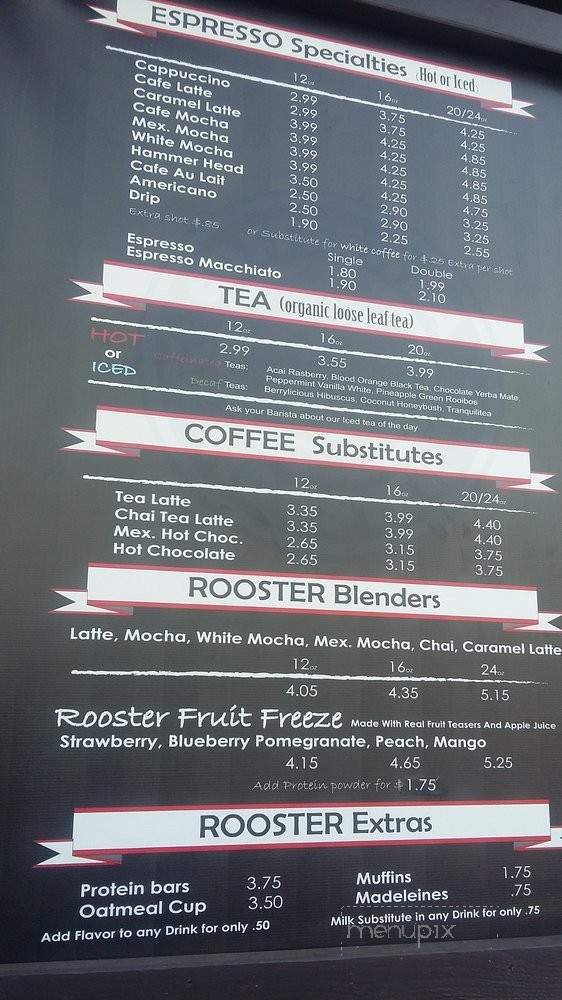 ESPRESSO Specialties (Hot or Iced)
12oz 16oz 20/24oz
Cappuccino 2.99 3.75 4.25
Cafe Latte 2.99 3.75 4.25
Caramel Latte 3.99 4.25 4.85
Cafe Mocha 3.99 4.25 4.85
Mex. Mocha 3.99 4.25 4.85
White Mocha 3.99 4.25 4.85
Hammer Head 3.50 4.25 4.75
Cafe Au Lait 2.50 2.90 3.25
Americano 2.50 2.90 3.25
Drip 1.90 2.25 2.55
Extra shot $.85 or Substitute for white coffee for $.25 Extra per shot
Single Double
Espresso 1.80 1.99
Espresso Macchiato 1.90 2.10
TEA (organic loose leaf tea)
12oz 16oz 20oz
HOT or ICED 2.99 3.55 3.99
Caffeinated Teas: Acai Rasberry, Blood Orange Black Tea, Chocolate Yerba Mate,
Peppermint Vanilla White, Pineapple Green Rooibos
Decaf Teas: Berrylicious Hibuscus, Coconut Honeybush, Tranquilitea
Ask your Barista about our Iced tea of the day
COFFEE Substitutes
12oz 16oz 20/24oz
Tea Latte 3.35 3.99 4.40
Chai Tea Latte 3.35 3.99 4.40
Mex. Hot Choc. 2.65 3.15 3.75
Hot Chocolate 2.65 3.15 3.75
ROOSTER Blenders
Latte, Mocha, White Mocha, Mex. Mocha, Chai, Caramel Latte
12oz 16oz 24oz
4.05 4.35 5.15
Rooster Fruit Freeze Made With Real Fruit Teasers And Apple Juice
Strawberry, Blueberry Pomegranate, Peach, Mango
4.15 4.65 5.25
Add Protein powder for $1.75
ROOSTER Extras
Protein bars 3.75 Muffins 1.75
Oatmeal Cup 3.50 Madeleines .75
Add Flavor to any Drink for only .50 Milk Substitute in any Drink for only .75
menupix